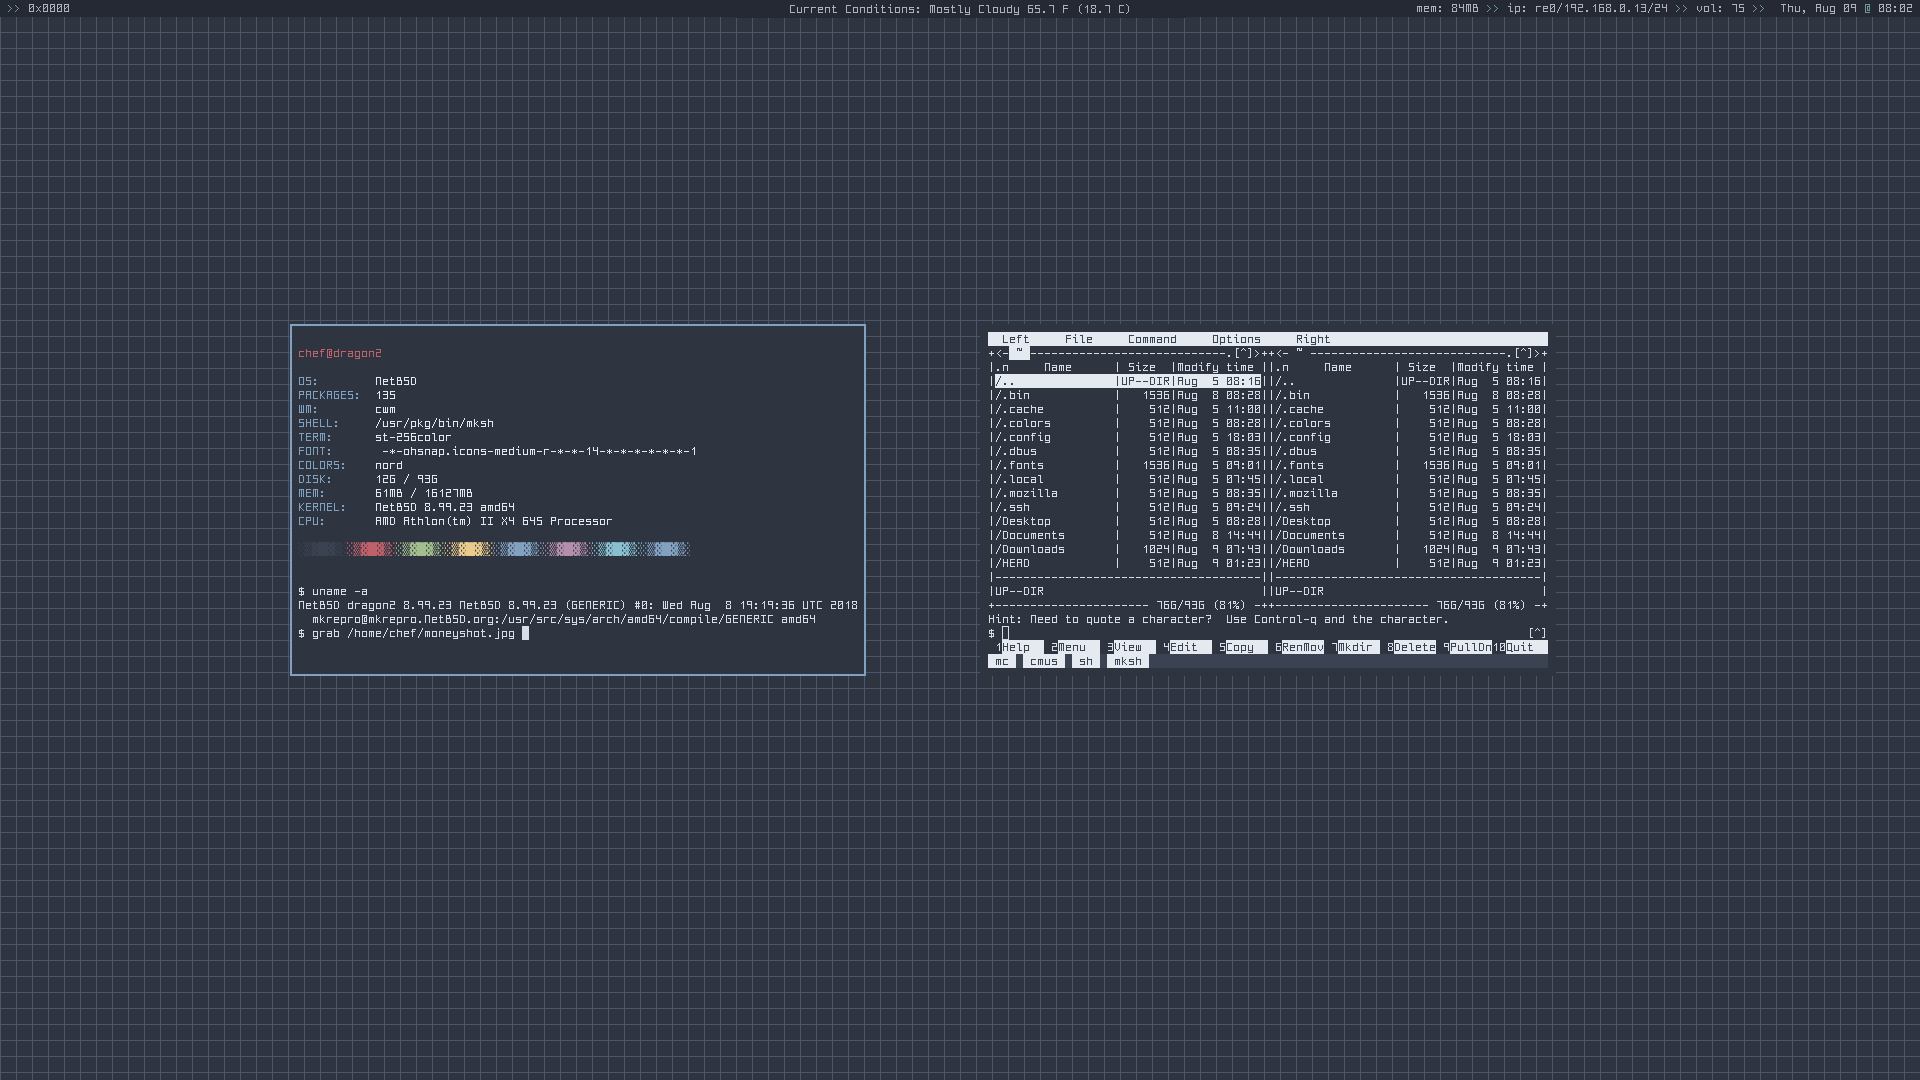 >> 0x0000
Current Conditions: Mostly Cloudy 65.7 F (18.7 C)
mem: 84MB >> ip: re0/192.168.0.13/24 >> vol: 75 >> Thu, Aug 09 @ 08:02
chef@dragon2
OS: NetBSD
PACKAGES: 135
WM: cwm
SHELL: /usr/pkg/bin/mksh
TERM: st-256color
FONT: -*-ohsnap.icons-medium-r-*-*-14-*-*-*-*-*-*-1
COLORS: nord
DISK: 12G / 93G
MEM: 61MB / 16127MB
KERNEL: NetBSD 8.99.23 amd64
CPU: AMD Athlon(tm) II X4 645 Processor
$ uname -a
NetBSD dragon2 8.99.23 NetBSD 8.99.23 (GENERIC) #0: Wed Aug  8 19:19:36 UTC 2018
mkrepro@mkrepro.NetBSD.org:/usr/src/sys/arch/amd64/compile/GENERIC amd64
$ grab /home/chef/moneyshot.jpg
Left File Command Options Right
+<- ~ ----------------------------.[^]>++<- ~ ----------------------------.[^]>+
|.n     Name      | Size  |Modify time ||.n     Name      | Size  |Modify time |
|/..              |UP--DIR|Aug  5 08:16||/..              |UP--DIR|Aug  5 08:16|
|/.bin            |   1536|Aug  8 08:28||/.bin            |   1536|Aug  8 08:28|
|/.cache          |    512|Aug  5 11:00||/.cache          |    512|Aug  5 11:00|
|/.colors         |    512|Aug  5 08:28||/.colors         |    512|Aug  5 08:28|
|/.config         |    512|Aug  5 18:03||/.config         |    512|Aug  5 18:03|
|/.dbus           |    512|Aug  5 08:35||/.dbus           |    512|Aug  5 08:35|
|/.fonts          |   1536|Aug  5 09:01||/.fonts          |   1536|Aug  5 09:01|
|/.local          |    512|Aug  5 07:45||/.local          |    512|Aug  5 07:45|
|/.mozilla        |    512|Aug  5 08:35||/.mozilla        |    512|Aug  5 08:35|
|/.ssh            |    512|Aug  5 09:24||/.ssh            |    512|Aug  5 09:24|
|/Desktop         |    512|Aug  5 08:28||/Desktop         |    512|Aug  5 08:28|
|/Documents       |    512|Aug  8 14:44||/Documents       |    512|Aug  8 14:44|
|/Downloads       |   1024|Aug  9 07:43||/Downloads       |   1024|Aug  9 07:43|
|/HEAD            |    512|Aug  9 01:23||/HEAD            |    512|Aug  9 01:23|
|--------------------------------------||--------------------------------------|
|UP--DIR                               ||UP--DIR                               |
+---------------------- 76G/93G (81%) -++---------------------- 76G/93G (81%) -+
Hint: Need to quote a character?  Use Control-q and the character.
$ [^]
1Help 2Menu 3View 4Edit 5Copy 6RenMov 7Mkdir 8Delete 9PullDn 10Quit
mc cmus sh mksh